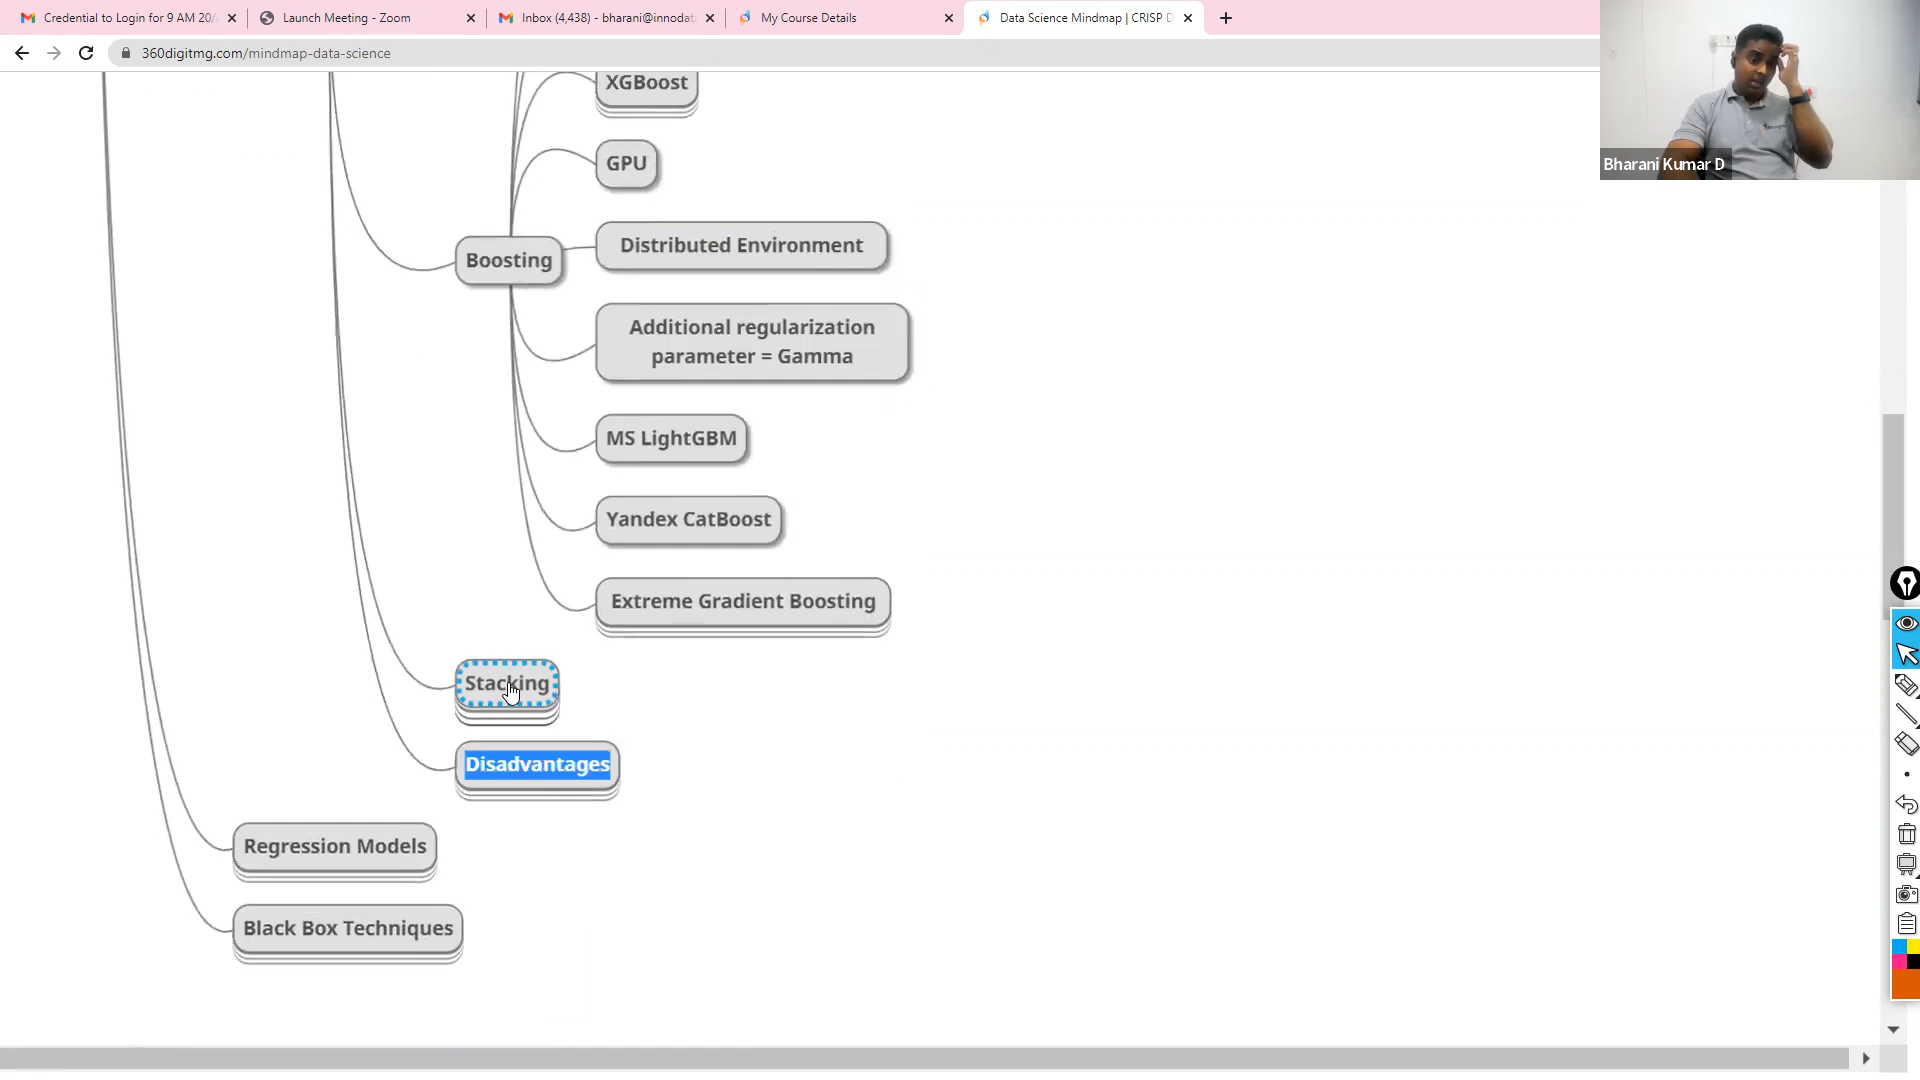 Credential to Login for 9 AM 20/
Launch Meeting - Zoom
Inbox (4,438) - bharani@innodat
My Course Details
Data Science Mindmap | CRISP D
360digitmg.com/mindmap-data-science
Bharani Kumar D
XGBoost
GPU
Boosting
Distributed Environment
Additional regularization
parameter = Gamma
MS LightGBM
Yandex CatBoost
Extreme Gradient Boosting
Stacking
Disadvantages
Regression Models
Black Box Techniques